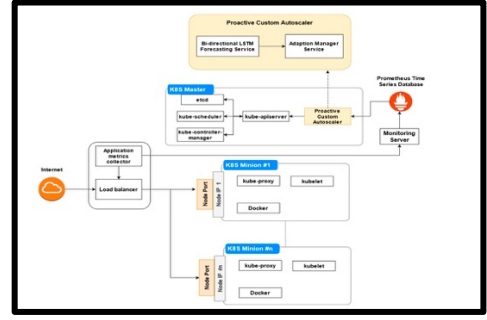 Proactive Custom Autoscaler
Bi-directional LSTM
Forecasting Service
Adaption Manager
Service
K8S Master
etcd
kube-scheduler
kube-apiserver
kube-controller-
manager
Proactive
Custom
Autoscaler
Prometheus Time
Series Database
Monitoring
Server
Application
metrics
collector
Internet
Load balancer
K8S Minion #1
Node Port
Node IP 1
kube-proxy
kubelet
Docker
K8S Minion #n
Node Port
Node IP m
kube-proxy
kubelet
Docker